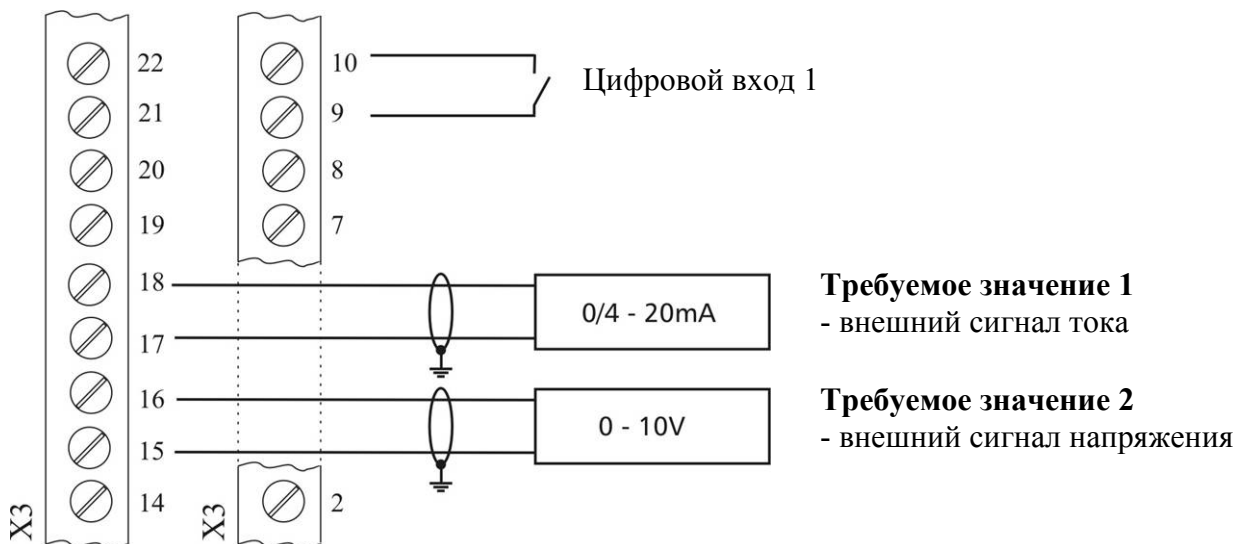 22
10
Цифровой вход 1
21
9
20
8
19
7
18
0/4 - 20mA
Требуемое значение 1
- внешний сигнал тока
17
16
0 - 10V
Требуемое значение 2
- внешний сигнал напряжения
15
X3
14
X3
2